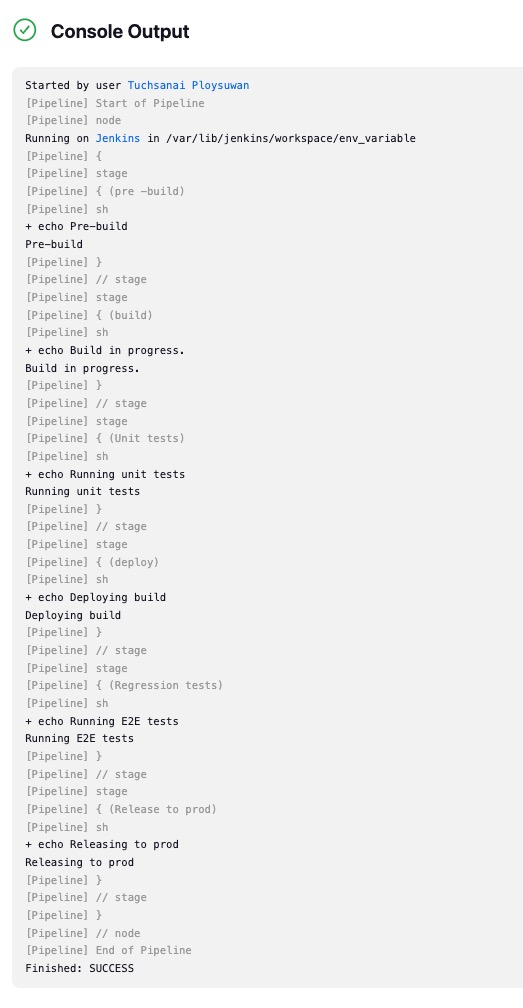 Console Output
Started by user Tuchsanai Ploysuwan
[Pipeline] Start of Pipeline
[Pipeline] node
Running on Jenkins in /var/lib/jenkins/workspace/env_variable
[Pipeline] {
[Pipeline] stage
[Pipeline] { (pre -build)
[Pipeline] sh
+ echo Pre-build
Pre-build
[Pipeline] }
[Pipeline] // stage
[Pipeline] stage
[Pipeline] { (build)
[Pipeline] sh
+ echo Build in progress.
Build in progress.
[Pipeline] }
[Pipeline] // stage
[Pipeline] stage
[Pipeline] { (Unit tests)
[Pipeline] sh
+ echo Running unit tests
Running unit tests
[Pipeline] }
[Pipeline] // stage
[Pipeline] stage
[Pipeline] { (deploy)
[Pipeline] sh
+ echo Deploying build
Deploying build
[Pipeline] }
[Pipeline] // stage
[Pipeline] stage
[Pipeline] { (Regression tests)
[Pipeline] sh
+ echo Running E2E tests
Running E2E tests
[Pipeline] }
[Pipeline] // stage
[Pipeline] stage
[Pipeline] { (Release to prod)
[Pipeline] sh
+ echo Releasing to prod
Releasing to prod
[Pipeline] }
[Pipeline] // stage
[Pipeline] }
[Pipeline] // node
[Pipeline] End of Pipeline
Finished: SUCCESS